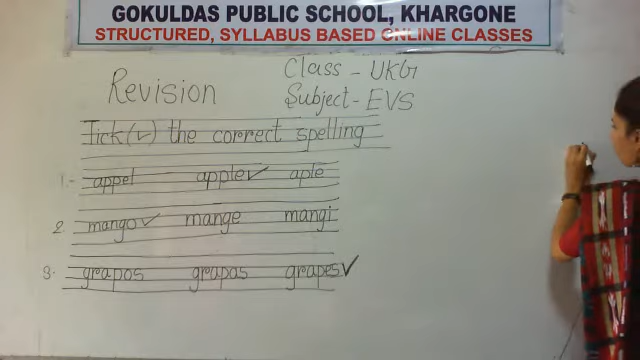 GOKULDAS PUBLIC SCHOOL, KHARGONE
STRUCTURED, SYLLABUS BASED ONLINE CLASSES
Class - UKG
Revision
Subject - EVS
Tick (✓) the correct spelling
1.- appel apple✓ aple
2. mango✓ mange mangi
3. grapos grapas grapes✓